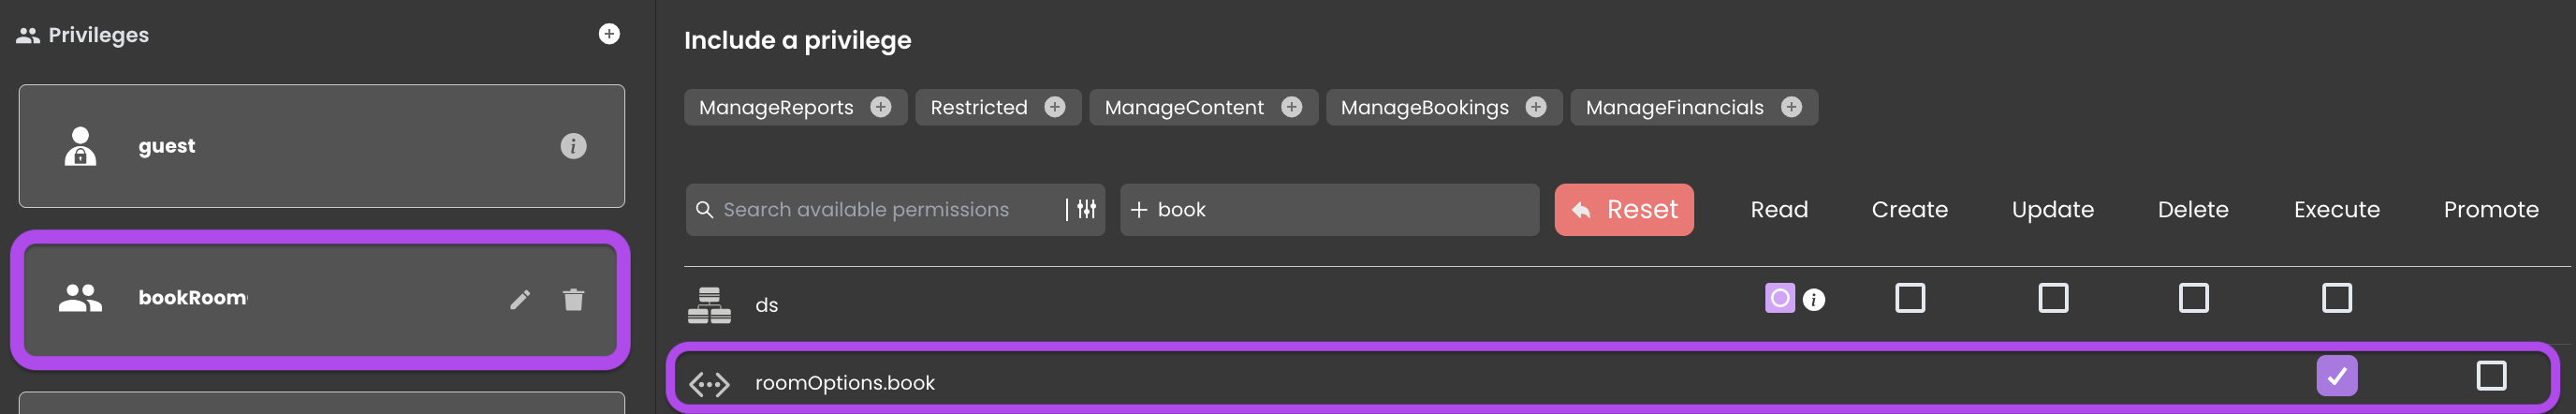 Privileges
guest
bookRoom
Include a privilege
ManageReports Restricted ManageContent ManageBookings ManageFinancials
Search available permissions book Reset Read Create Update Delete Execute Promote
ds
roomOptions.book